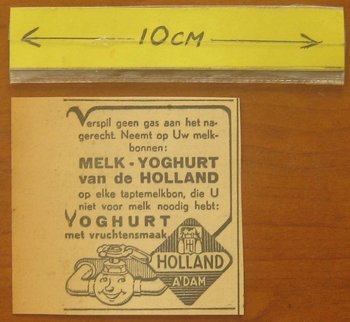 10CM
Verspil geen gas aan het na-
gerecht. Neemt op Uw melk-
bonnen:
MELK-YOGHURT
van de HOLLAND
op elke taptemelkbon, die U
niet voor melk noodig hebt:
YOGHURT
met vruchtensmaak
HOLLAND
A'DAM